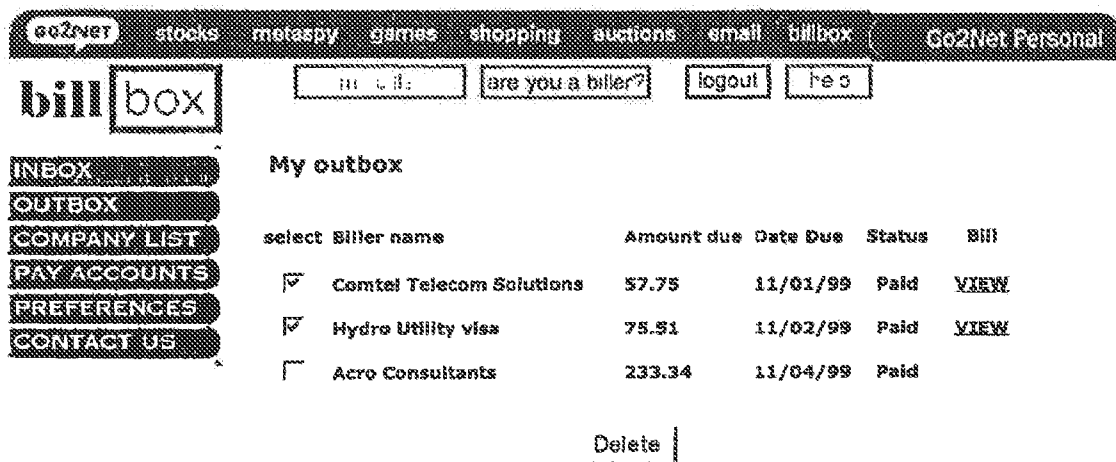 Go2Net stocks metaspy games shopping auctions email billbox Go2Net Personal
bill box are you a biller? logout help
My outbox
INBOX
OUTBOX
COMPANY LIST
PAY ACCOUNTS
PREFERENCES
CONTACT US
select Biller name Amount due Date Due Status Bill
Comtel Telecom Solutions 57.75 11/01/99 Paid VIEW
Hydro Utility visa 75.51 11/02/99 Paid VIEW
Acro Consultants 233.34 11/04/99 Paid
Delete